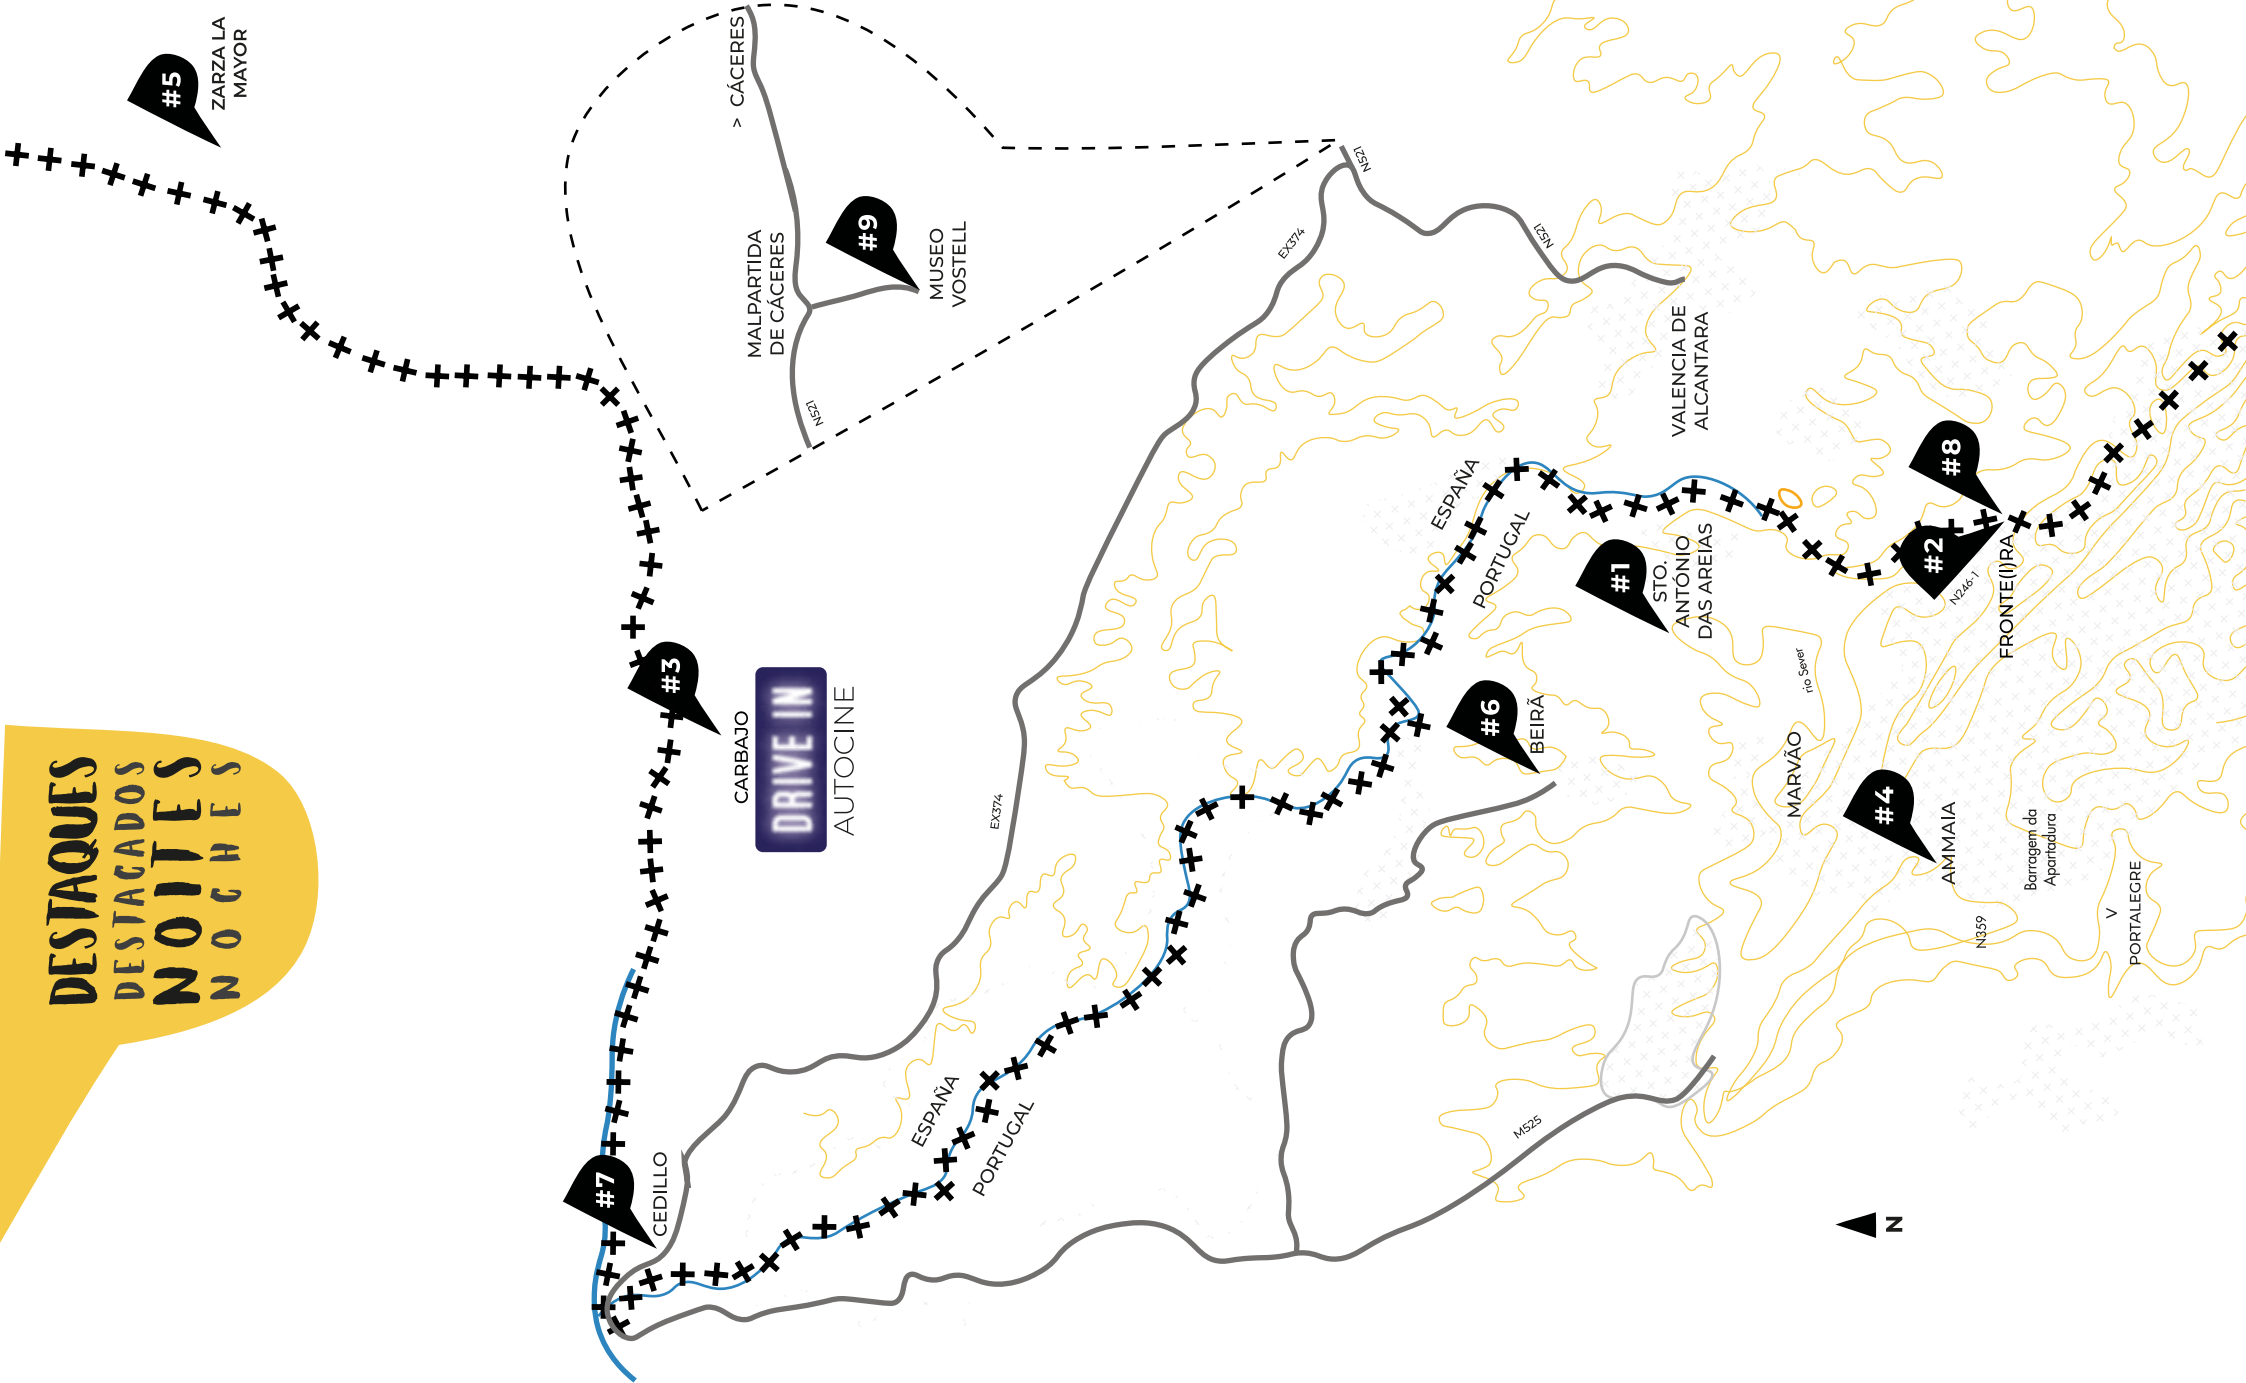 DESTAQUES
DESTACADOS
NOITES
NOCHES
#5
ZARZA LA
MAYOR
> CÁCERES
MALPARTIDA
DE CÁCERES
#9
MUSEO
VOSTELL
N521
N521
N521
EX374
EX374
VALENCIA DE
ALCANTARA
#3
CARBAJO
DRIVE IN
AUTOCINE
ESPAÑA
PORTUGAL
#1
STO.
ANTÓNIO
DAS AREIAS
#8
#2
N246-1
FRONTE(I)RA
#6
BEIRÃ
rio Sever
MARVÃO
#4
AMMAIA
Barragem da
Apartadura
N359
>
PORTALEGRE
#7
CEDILLO
ESPAÑA
PORTUGAL
M525
N